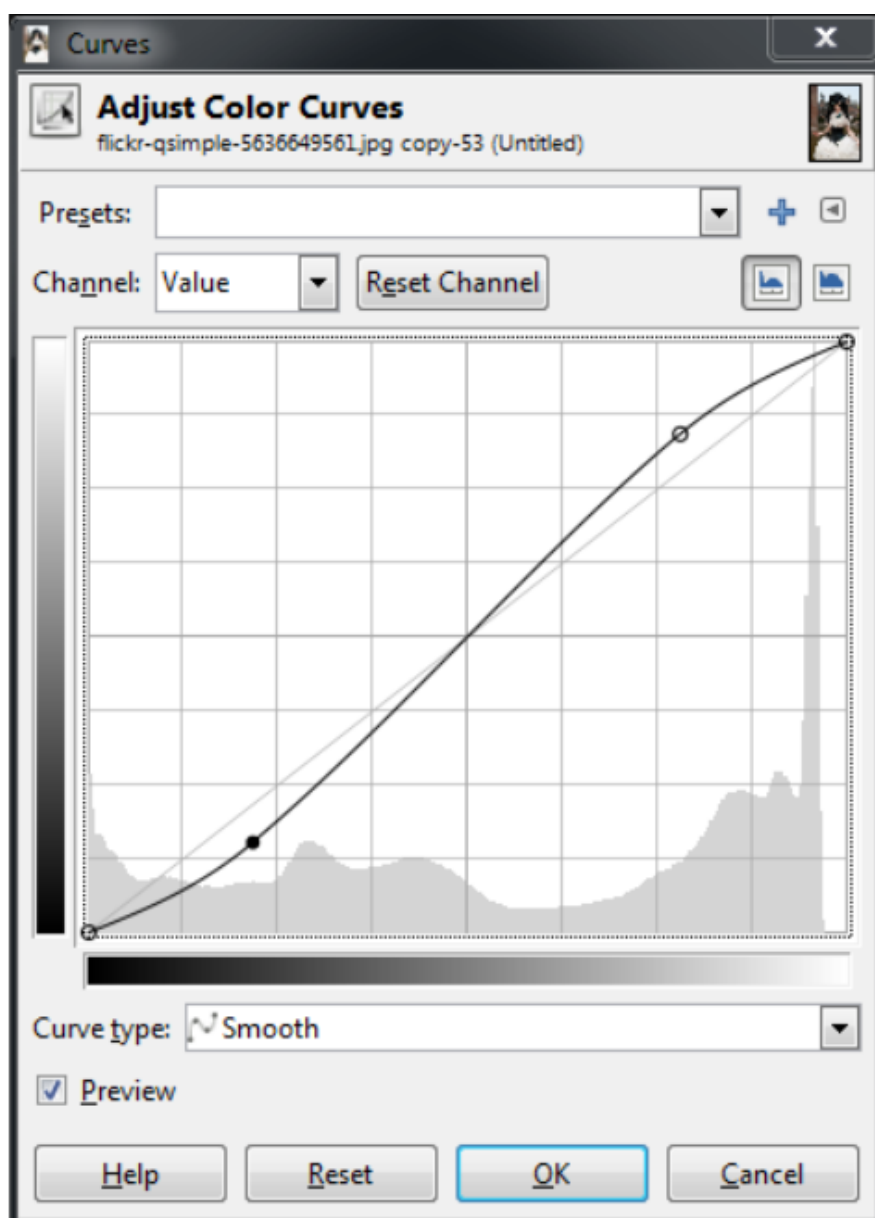 Curves
Adjust Color Curves
flickr-qsimple-5636649561.jpg copy-53 (Untitled)
Presets:
Channel: Value Reset Channel
Curve type: Smooth
Preview
Help Reset OK Cancel